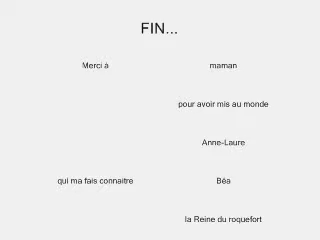 FIN...
Merci à maman
pour avoir mis au monde
Anne-Laure
qui ma fais connaitre Béa
la Reine du roquefort